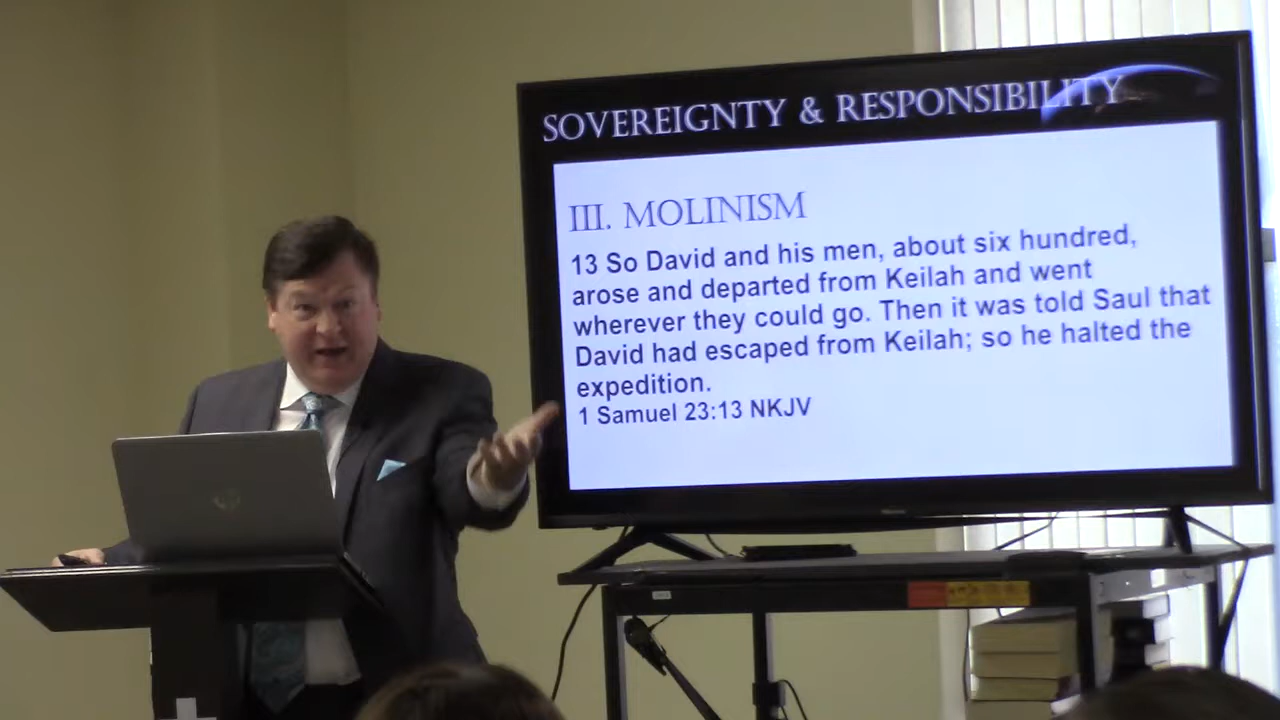 SOVEREIGNTY & RESPONSIBILITY
III. MOLINISM
13 So David and his men, about six hundred,
arose and departed from Keilah and went
wherever they could go. Then it was told Saul that
David had escaped from Keilah; so he halted the
expedition.
1 Samuel 23:13 NKJV